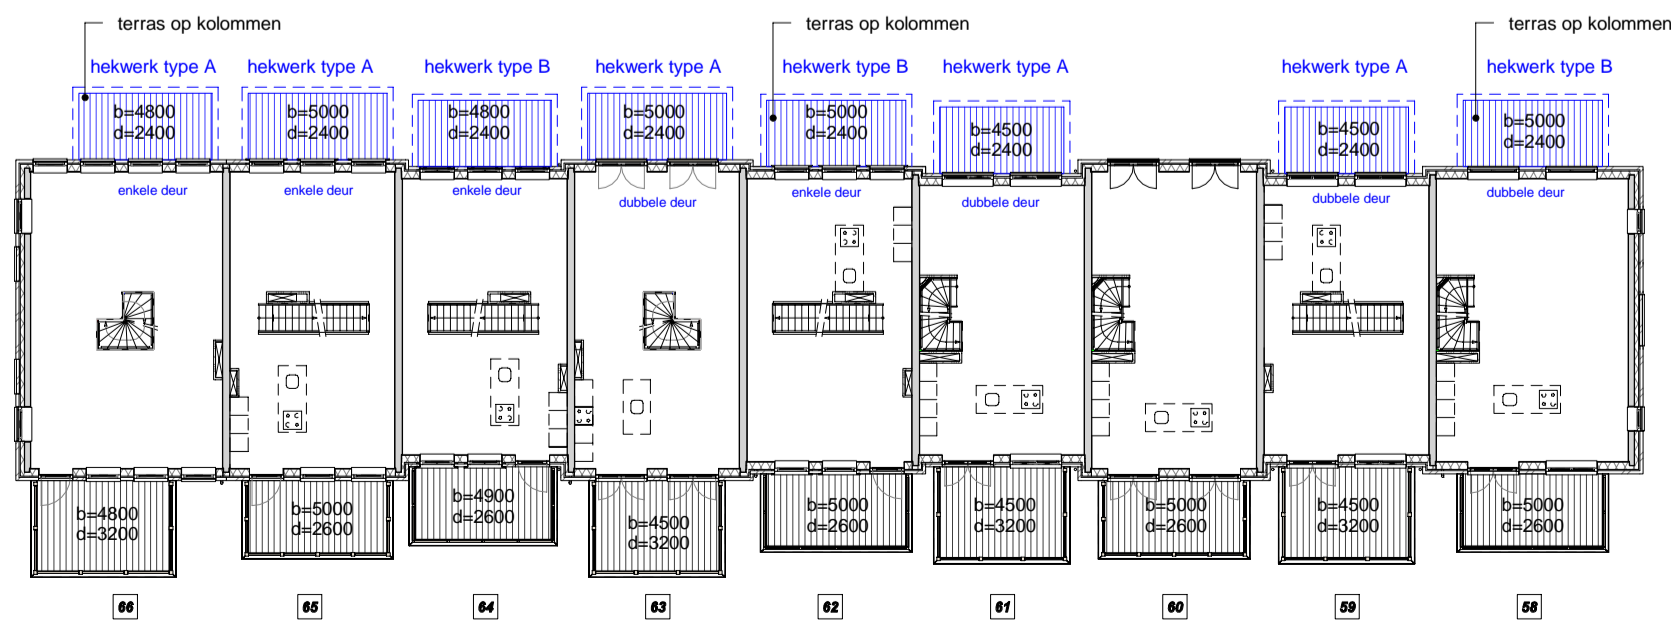 terras op kolommen
terras op kolommen
terras op kolommen
hekwerk type A
hekwerk type A
hekwerk type B
hekwerk type A
hekwerk type B
hekwerk type A
hekwerk type A
hekwerk type B
b=4800
d=2400
b=5000
d=2400
b=4800
d=2400
b=5000
d=2400
b=5000
d=2400
b=4500
d=2400
b=4500
d=2400
b=5000
d=2400
enkele deur
enkele deur
enkele deur
dubbele deur
enkele deur
dubbele deur
dubbele deur
dubbele deur
b=4800
d=3200
b=5000
d=2600
b=4900
d=2600
b=4500
d=3200
b=5000
d=2600
b=4500
d=3200
b=5000
d=2600
b=4500
d=3200
b=5000
d=2600
66
65
64
63
62
61
60
59
58